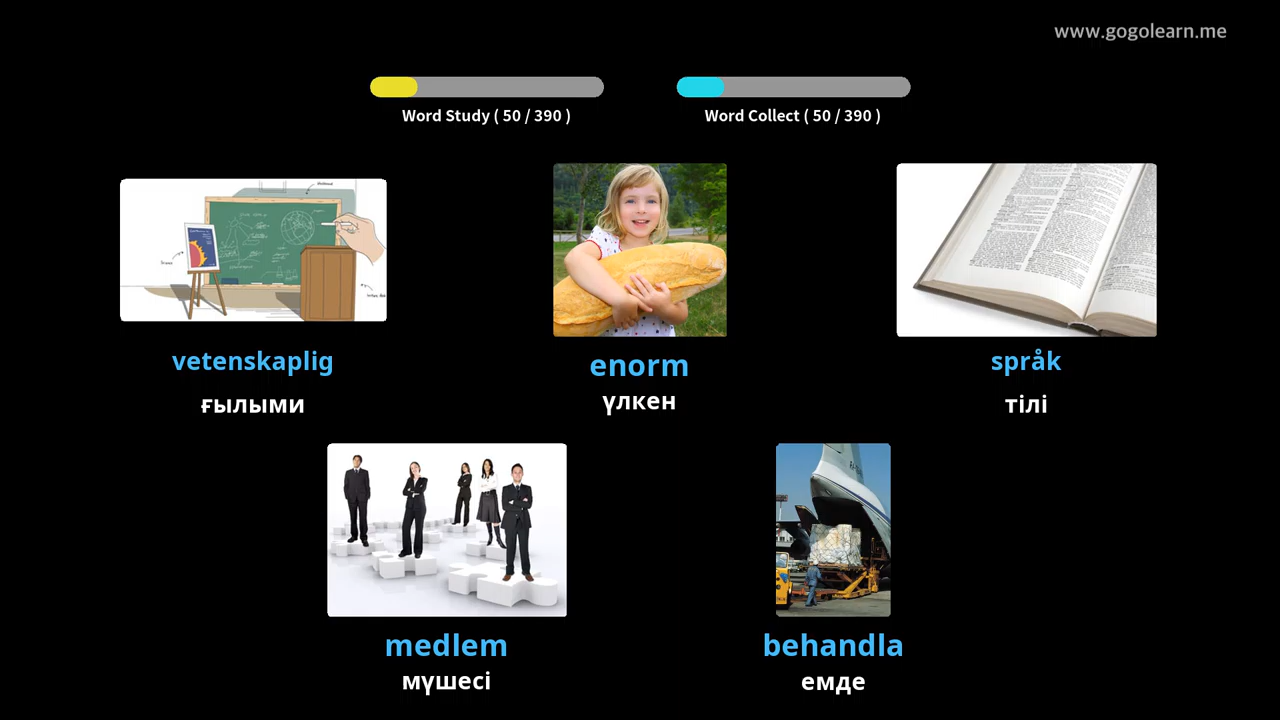 www.gogolearn.me
Word Study ( 50 / 390 )
Word Collect ( 50 / 390 )
vetenskaplig
enorm
språk
ғылыми
үлкен
тілі
medlem
behandla
мүшесі
емде